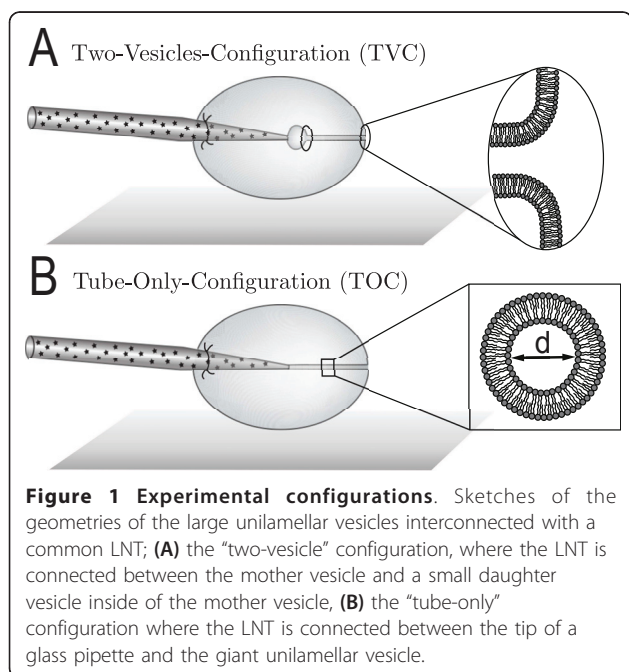 A Two-Vesicles-Configuration (TVC)
B Tube-Only-Configuration (TOC)
d
Figure 1 Experimental configurations. Sketches of the
geometries of the large unilamellar vesicles interconnected with a
common LNT; (A) the "two-vesicle" configuration, where the LNT is
connected between the mother vesicle and a small daughter
vesicle inside of the mother vesicle, (B) the "tube-only"
configuration where the LNT is connected between the tip of a
glass pipette and the giant unilamellar vesicle.